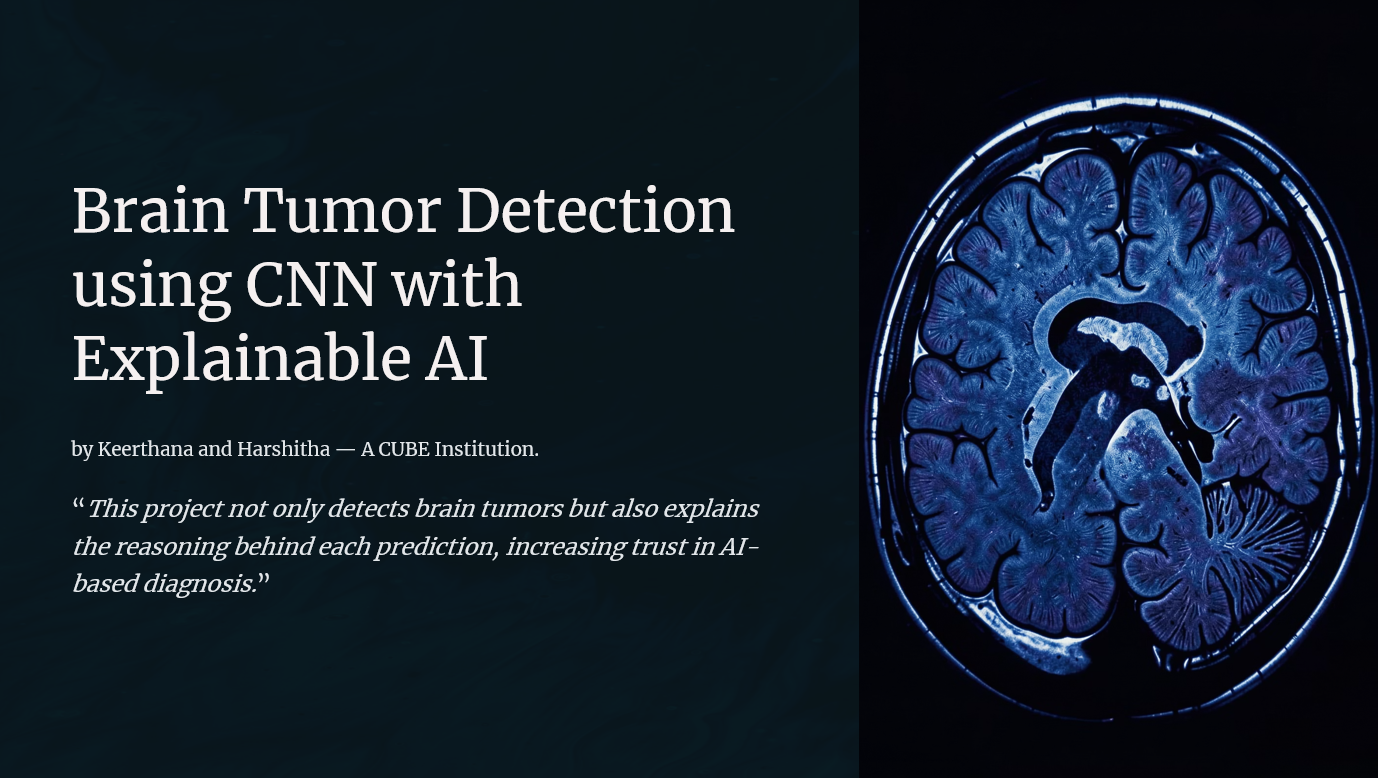 Brain Tumor Detection
using CNN with
Explainable AI
by Keerthana and Harshitha — A CUBE Institution.
“This project not only detects brain tumors but also explains
the reasoning behind each prediction, increasing trust in AI-
based diagnosis.”